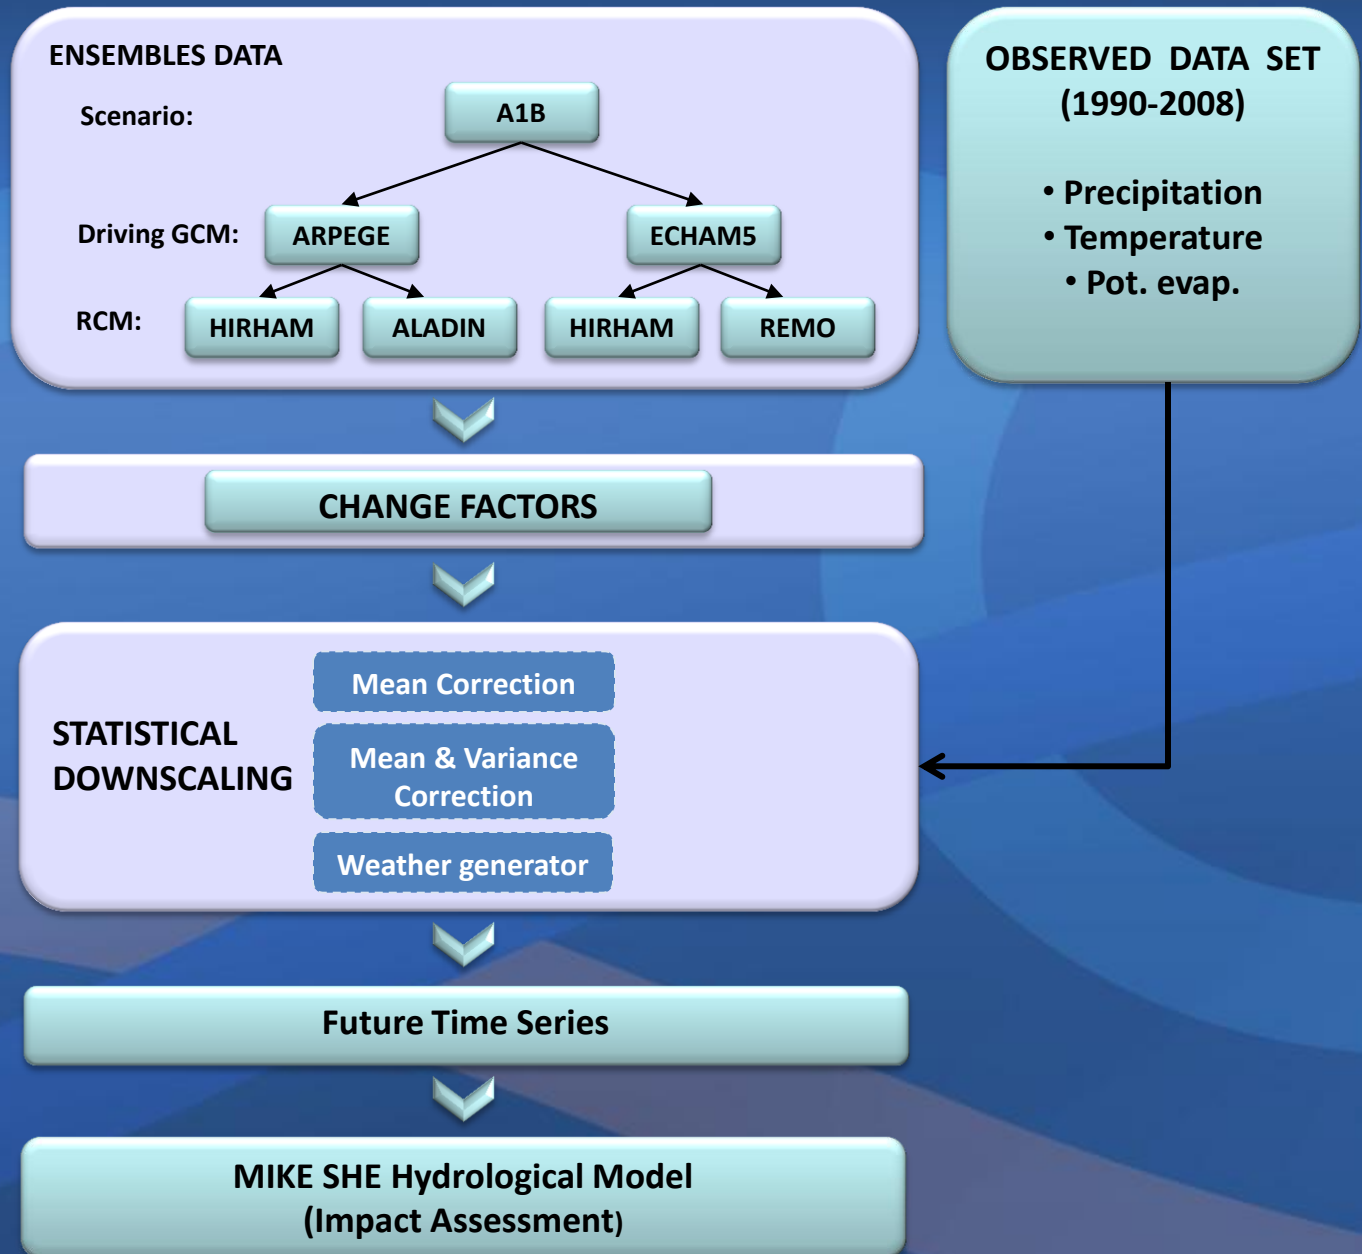 ENSEMBLES DATA
Scenario:
A1B
Driving GCM:
ARPEGE
ECHAM5
RCM:
HIRHAM
ALADIN
HIRHAM
REMO
OBSERVED DATA SET
(1990-2008)
• Precipitation
• Temperature
• Pot. evap.
CHANGE FACTORS
STATISTICAL
DOWNSCALING
Mean Correction
Mean & Variance
Correction
Weather generator
Future Time Series
MIKE SHE Hydrological Model
(Impact Assessment)